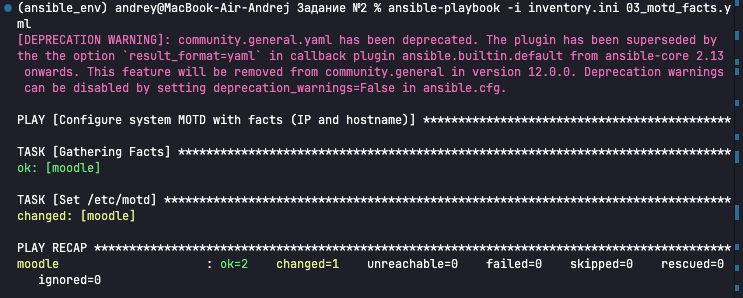 (ansible_env) andrey@MacBook-Air-Andrej Задание №2 % ansible-playbook -i inventory.ini 03_motd_facts.y
ml
[DEPRECATION WARNING]: community.general.yaml has been deprecated. The plugin has been superseded by
the the option `result_format=yaml` in callback plugin ansible.builtin.default from ansible-core 2.13
 onwards. This feature will be removed from community.general in version 12.0.0. Deprecation warnings
 can be disabled by setting deprecation_warnings=False in ansible.cfg.
PLAY [Configure system MOTD with facts (IP and hostname)] ********************************************
TASK [Gathering Facts] *******************************************************************************
ok: [moodle]
TASK [Set /etc/motd] *********************************************************************************
changed: [moodle]
PLAY RECAP *******************************************************************************************
moodle                     : ok=2    changed=1    unreachable=0    failed=0    skipped=0    rescued=0
   ignored=0